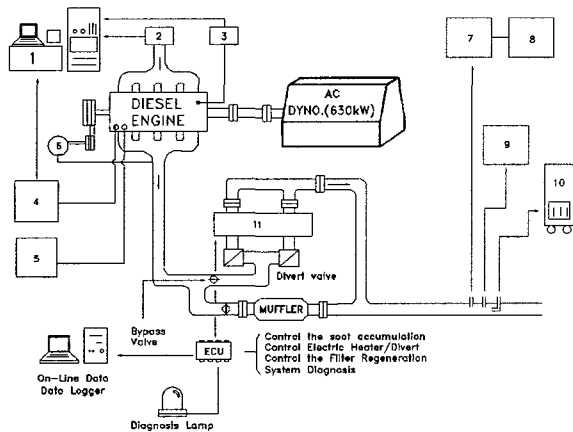 1
2
3
7
8
DIESEL
ENGINE
AC
DYNO.(630kW)
6
9
10
4
11
5
Divert valve
MUFFLER
Bypass
Valve
ECU
Control the soot accumulation
Control Electric Heater/Divert
Control the Filter Regeneration
System Diagnosis
On-Line Data
Data Logger
Diagnosis Lamp